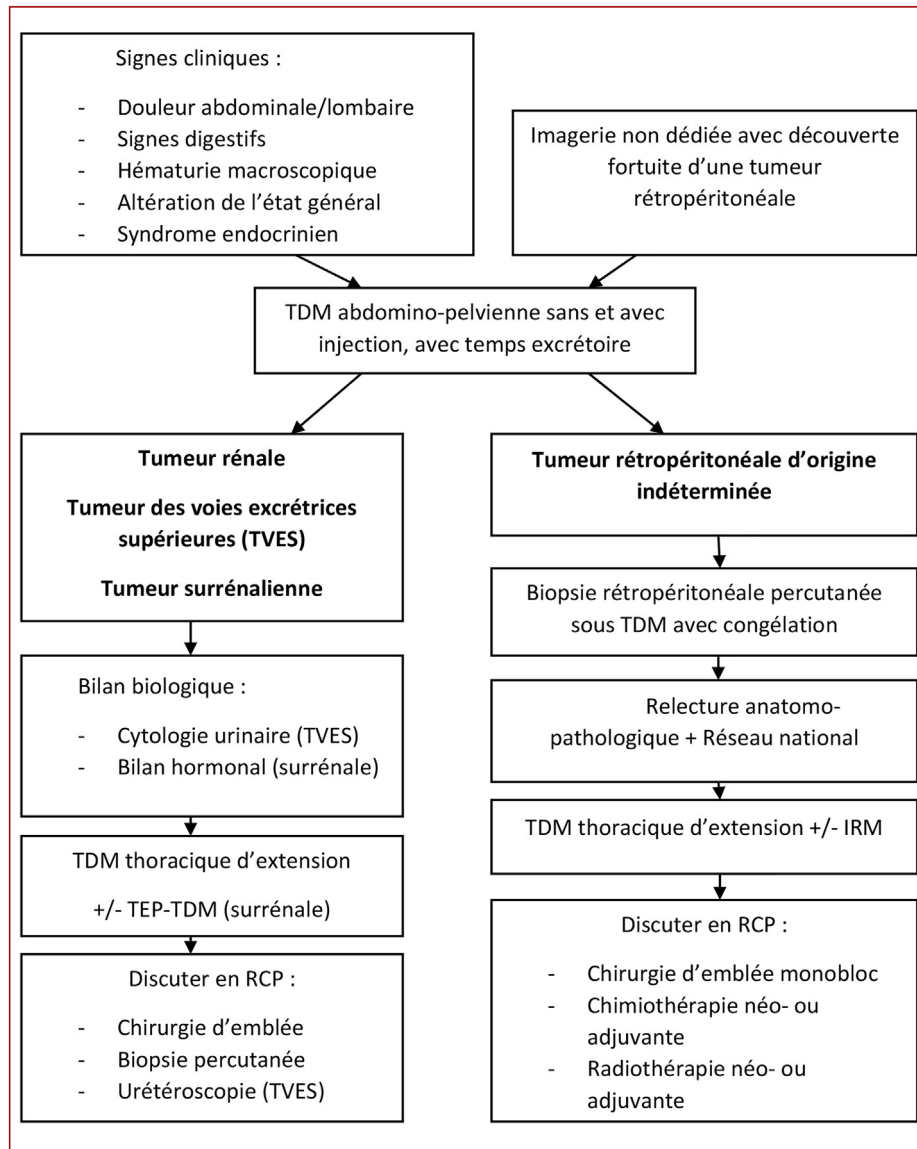 Signes cliniques :
- Douleur abdominale/lombaire
- Signes digestifs
- Hématurie macroscopique
- Altération de l'état général
- Syndrome endocrinien
Imagerie non dédiée avec découverte
fortuite d'une tumeur
rétropéritonéale
TDM abdomino-pelvienne sans et avec
injection, avec temps excrétoire
Tumeur rénale
Tumeur des voies excrétrices
supérieures (TVES)
Tumeur surrénalienne
Bilan biologique :
- Cytologie urinaire (TVES)
- Bilan hormonal (surrénale)
TDM thoracique d'extension
+/- TEP-TDM (surrénale)
Discuter en RCP :
- Chirurgie d'emblée
- Biopsie percutanée
- Urétéroscopie (TVES)
Tumeur rétropéritonéale d'origine
indéterminée
Biopsie rétropéritonéale percutanée
sous TDM avec congélation
Relecture anatomo-
pathologique + Réseau national
TDM thoracique d'extension +/- IRM
Discuter en RCP :
- Chirurgie d'emblée monobloc
- Chimiothérapie néo- ou
adjuvante
- Radiothérapie néo- ou
adjuvante